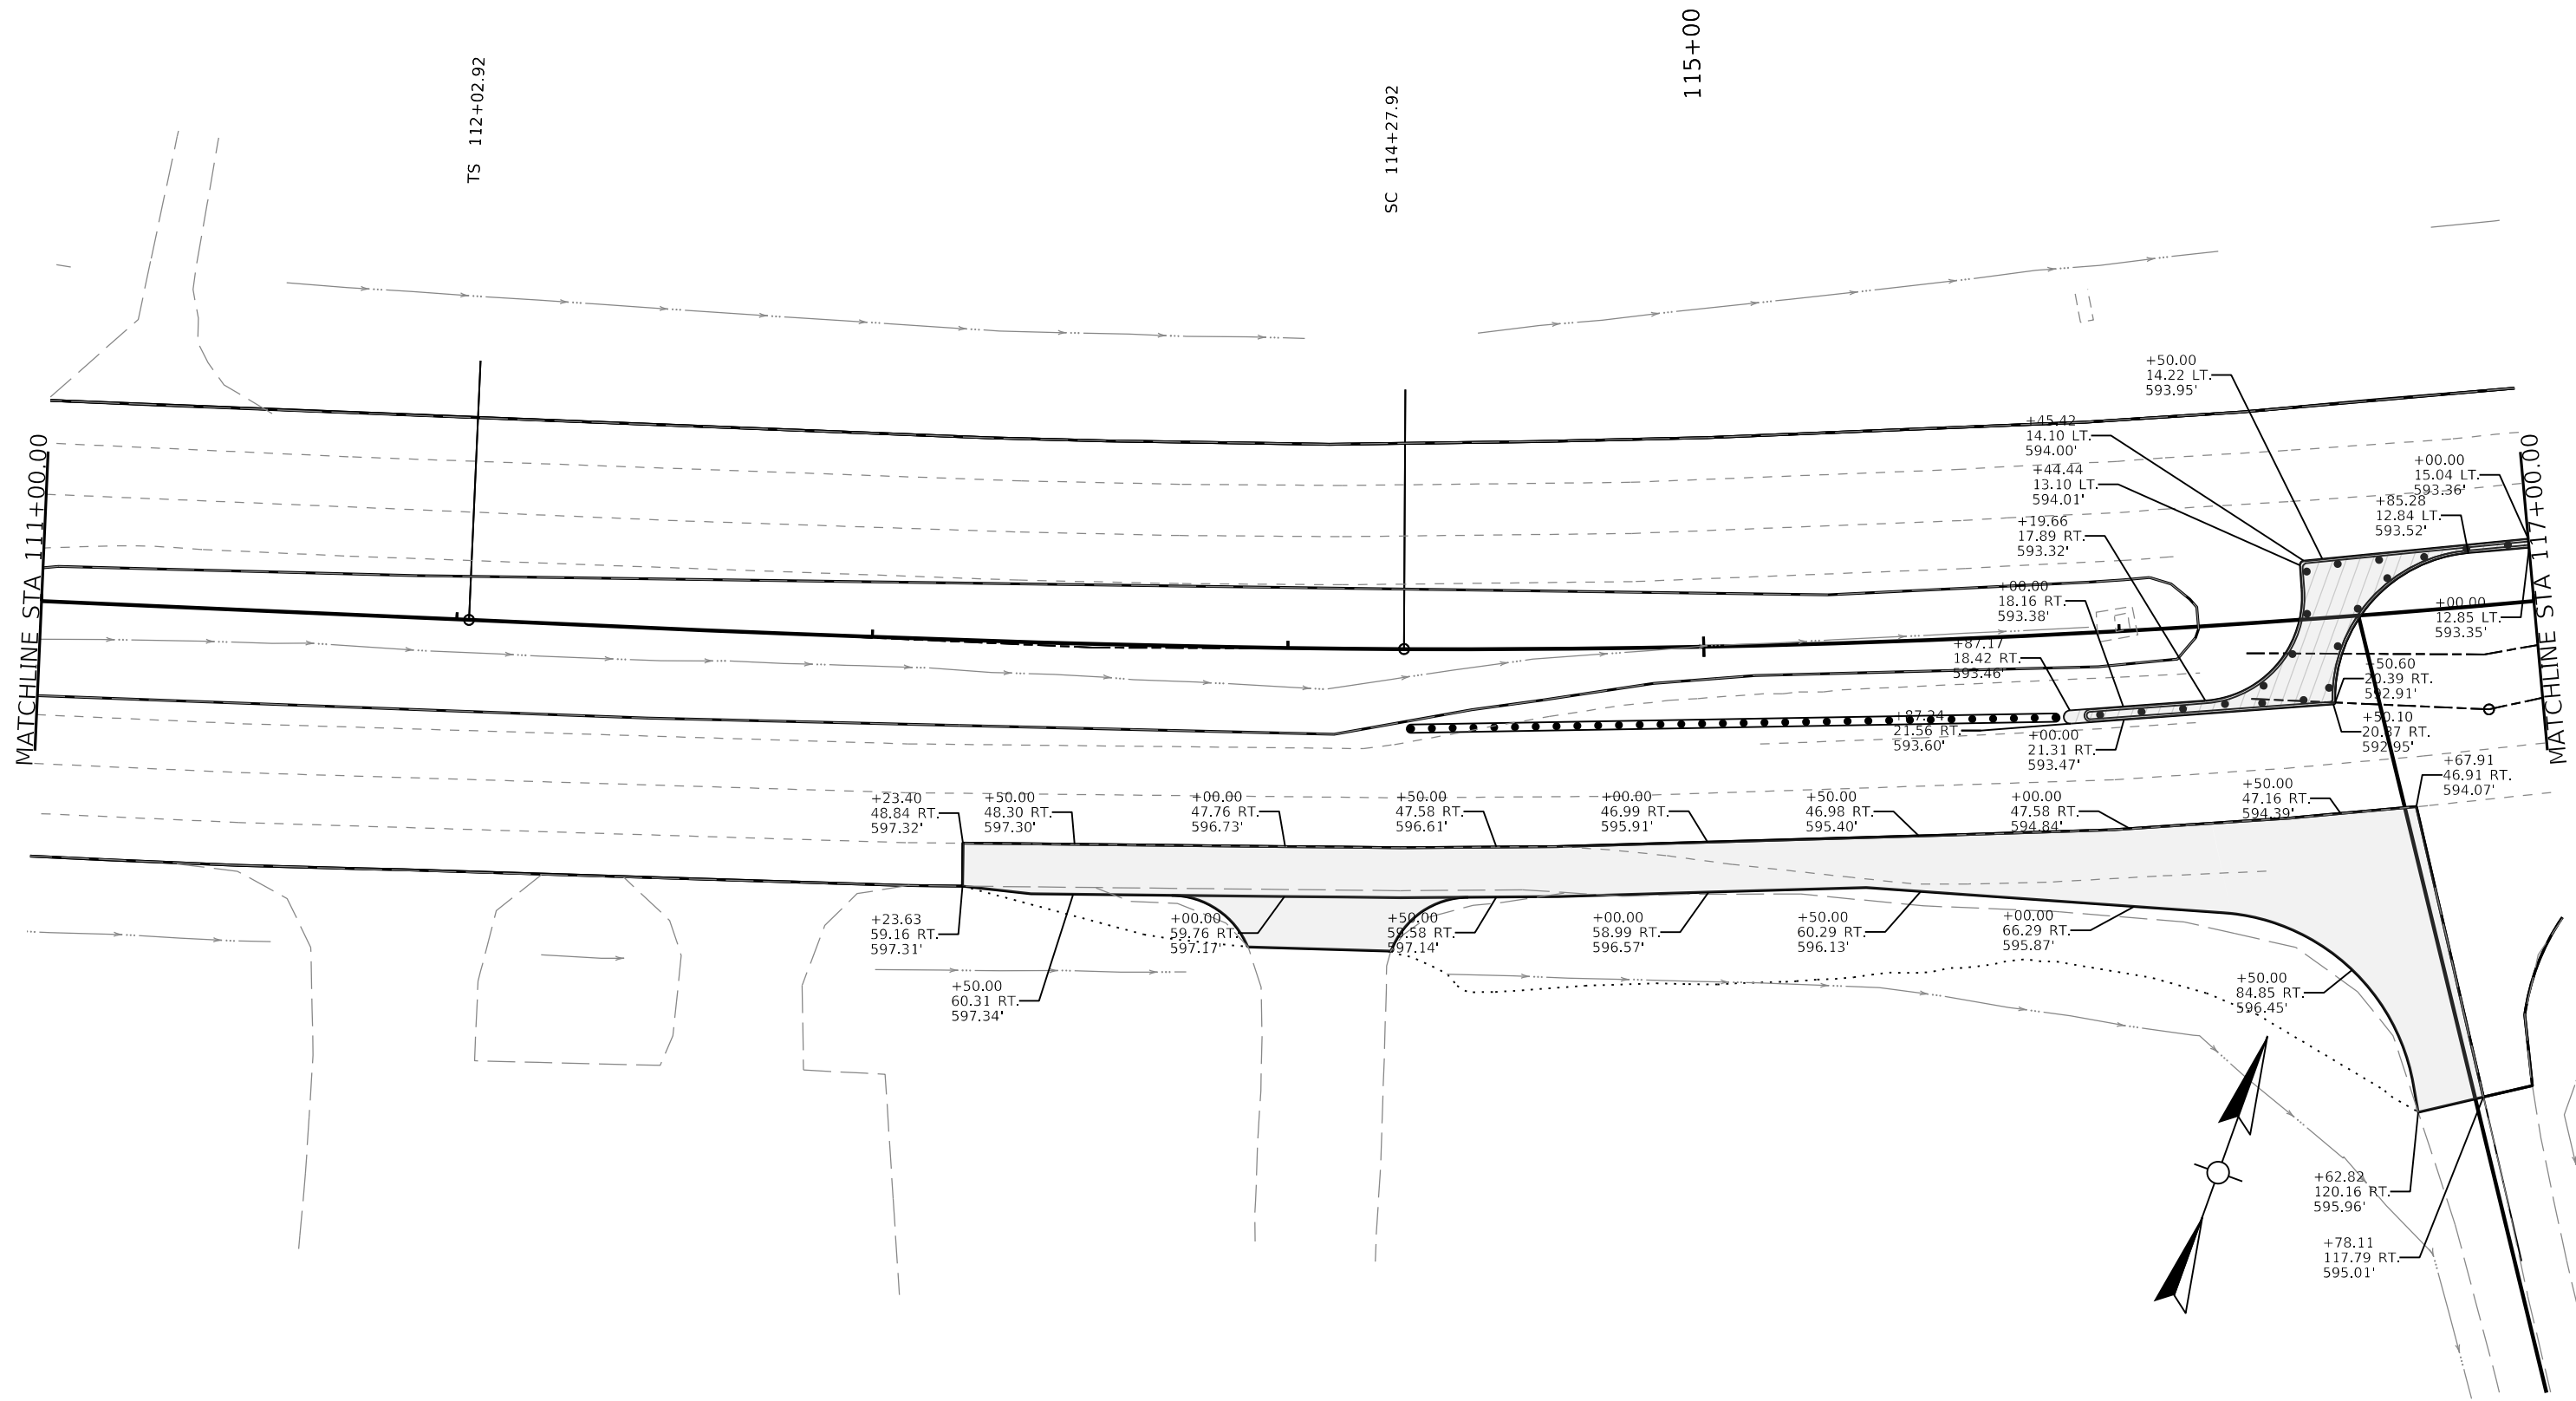 115+00
TS 112+02.92
SC 114+27.92
MATCHLINE STA 111+00.00
MATCHLINE STA 117+00.00
+50.00
14.22 LT.
593.95'
+45.42
14.10 LT.
594.00'
+44.44
13.10 LT.
594.01'
+00.00
15.04 LT.
593.36'
+85.28
12.84 LT.
593.52'
+19.66
17.89 RT.
593.32'
+00.00
18.16 RT.
593.38'
+00.00
12.85 LT.
593.35'
+87.17
18.42 RT.
593.46'
+50.60
20.39 RT.
592.91'
+87.24
21.56 RT.
593.60'
+00.00
21.31 RT.
593.47'
+50.10
20.37 RT.
592.95'
+67.91
46.91 RT.
594.07'
+23.40
48.84 RT.
597.32'
+50.00
48.30 RT.
597.30'
+00.00
47.76 RT.
596.73'
+50.00
47.58 RT.
596.61'
+00.00
46.99 RT.
595.91'
+50.00
46.98 RT.
595.40'
+00.00
47.58 RT.
594.84'
+50.00
47.16 RT.
594.39'
+23.63
59.16 RT.
597.31'
+00.00
59.76 RT.
597.17'
+50.00
59.58 RT.
597.14'
+00.00
58.99 RT.
596.57'
+50.00
60.29 RT.
596.13'
+00.00
66.29 RT.
595.87'
+50.00
60.31 RT.
597.34'
+50.00
84.85 RT.
596.45'
+62.82
120.16 RT.
595.96'
+78.11
117.79 RT.
595.01'